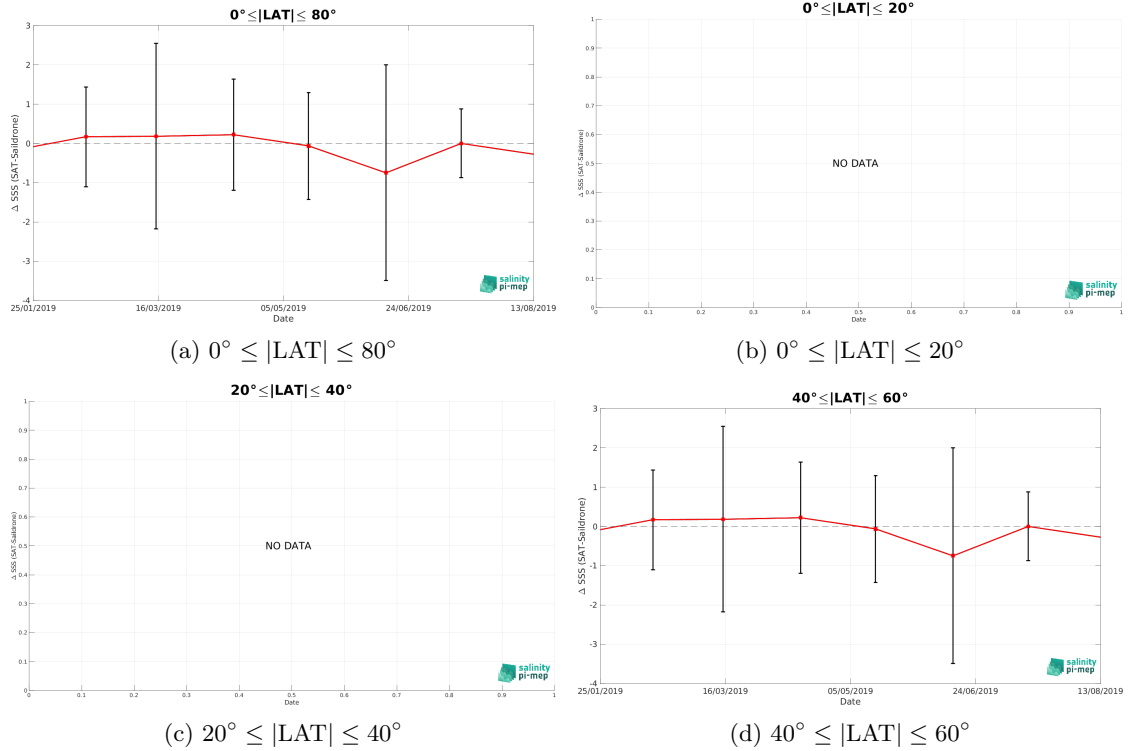 0°≤|LAT|≤ 80°
3
2
1
0
-1
-2
-3
-4
Δ SSS (SAT-Saildrone)
25/01/2019 16/03/2019 05/05/2019 24/06/2019 13/08/2019
Date
salinity
pi-mep
(a) 0° ≤ |LAT| ≤ 80°
0°≤|LAT|≤ 20°
1
0.9
0.8
0.7
0.6
0.5
0.4
0.3
0.2
0.1
0
Δ SSS (SAT-Saildrone)
NO DATA
0 0.1 0.2 0.3 0.4 0.5 0.6 0.7 0.8 0.9 1
Date
salinity
pi-mep
(b) 0° ≤ |LAT| ≤ 20°
20°≤|LAT|≤ 40°
1
0.9
0.8
0.7
0.6
0.5
0.4
0.3
0.2
0.1
0
Δ SSS (SAT-Saildrone)
NO DATA
0 0.1 0.2 0.3 0.4 0.5 0.6 0.7 0.8 0.9 1
Date
salinity
pi-mep
(c) 20° ≤ |LAT| ≤ 40°
40°≤|LAT|≤ 60°
3
2
1
0
-1
-2
-3
-4
Δ SSS (SAT-Saildrone)
25/01/2019 16/03/2019 05/05/2019 24/06/2019 13/08/2019
Date
salinity
pi-mep
(d) 40° ≤ |LAT| ≤ 60°